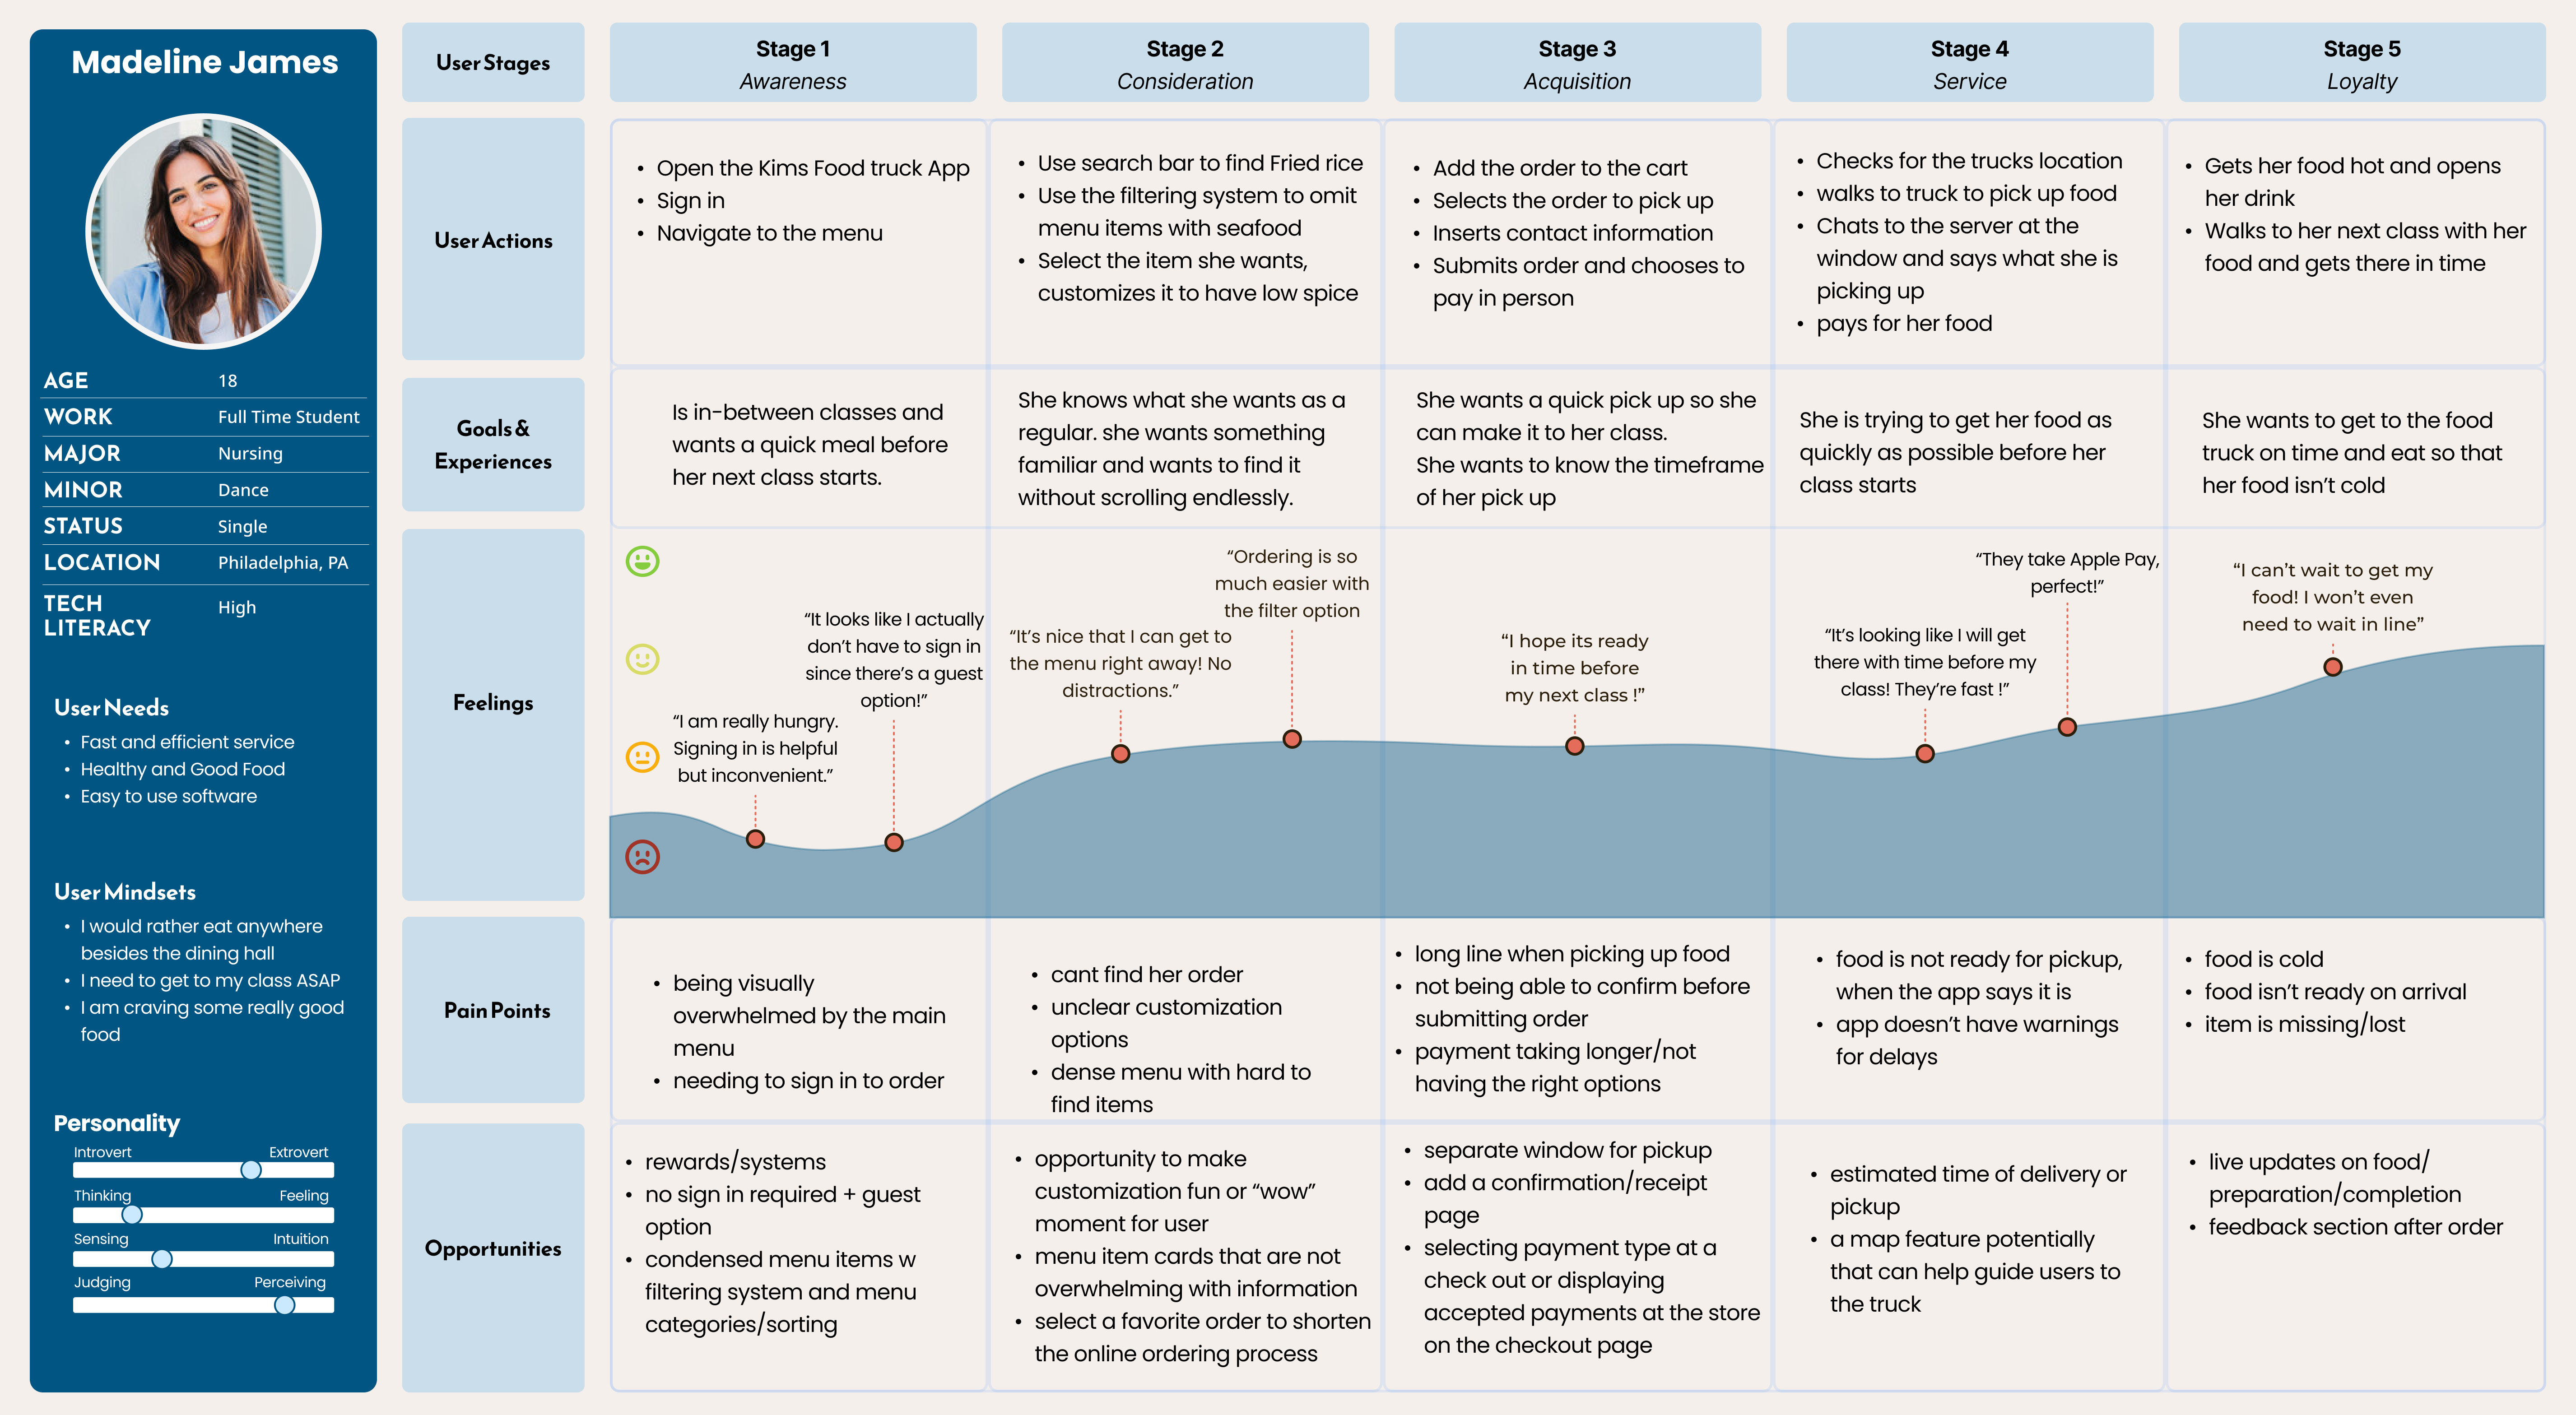 Madeline James
AGE 18
WORK Full Time Student
MAJOR Nursing
MINOR Dance
STATUS Single
LOCATION Philadelphia, PA
TECH
LITERACY High
User Needs
• Fast and efficient service
• Healthy and Good Food
• Easy to use software
User Mindsets
• I would rather eat anywhere
besides the dining hall
• I need to get to my class ASAP
• I am craving some really good
food
Personality
Introvert Extrovert
Thinking Feeling
Sensing Intuition
Judging Perceiving
User Stages
Stage 1
Awareness
Stage 2
Consideration
Stage 3
Acquisition
Stage 4
Service
Stage 5
Loyalty
User Actions
• Open the Kims Food truck App
• Sign in
• Navigate to the menu
• Use search bar to find Fried rice
• Use the filtering system to omit
menu items with seafood
• Select the item she wants,
customizes it to have low spice
• Add the order to the cart
• Selects the order to pick up
• Inserts contact information
• Submits order and chooses to
pay in person
• Checks for the trucks location
• walks to truck to pick up food
• Chats to the server at the
window and says what she is
picking up
• pays for her food
• Gets her food hot and opens
her drink
• Walks to her next class with her
food and gets there in time
Goals &
Experiences
Is in-between classes and
wants a quick meal before
her next class starts.
She knows what she wants as a
regular. she wants something
familiar and wants to find it
without scrolling endlessly.
She wants a quick pick up so she
can make it to her class.
She wants to know the timeframe
of her pick up
She is trying to get her food as
quickly as possible before her
class starts
She wants to get to the food
truck on time and eat so that
her food isn’t cold
Feelings
“I am really hungry.
Signing in is helpful
but inconvenient.”
“It looks like I actually
don’t have to sign in
since there’s a guest
option!”
“It’s nice that I can get to
the menu right away! No
distractions.”
“Ordering is so
much easier with
the filter option
“I hope its ready
in time before
my next class !”
“It’s looking like I will get
there with time before my
class! They’re fast !”
“They take Apple Pay,
perfect!”
“I can’t wait to get my
food! I won’t even
need to wait in line”
Pain Points
• being visually
overwhelmed by the main
menu
• needing to sign in to order
• cant find her order
• unclear customization
options
• dense menu with hard to
find items
• long line when picking up food
• not being able to confirm before
submitting order
• payment taking longer/not
having the right options
• food is not ready for pickup,
when the app says it is
• app doesn’t have warnings
for delays
• food is cold
• food isn’t ready on arrival
• item is missing/lost
Opportunities
• rewards/systems
• no sign in required + guest
option
• condensed menu items w
filtering system and menu
categories/sorting
• opportunity to make
customization fun or “wow”
moment for user
• menu item cards that are not
overwhelming with information
• select a favorite order to shorten
the online ordering process
• separate window for pickup
• add a confirmation/receipt
page
• selecting payment type at a
check out or displaying
accepted payments at the store
on the checkout page
• estimated time of delivery or
pickup
• a map feature potentially
that can help guide users to
the truck
• live updates on food/
preparation/completion
• feedback section after order